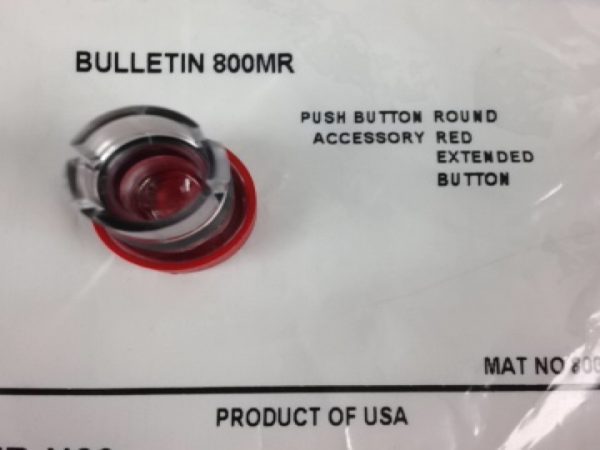 BULLETIN 800MR
PUSH BUTTON ROUND
ACCESSORY RED
EXTENDED
BUTTON
MAT NO
PRODUCT OF USA